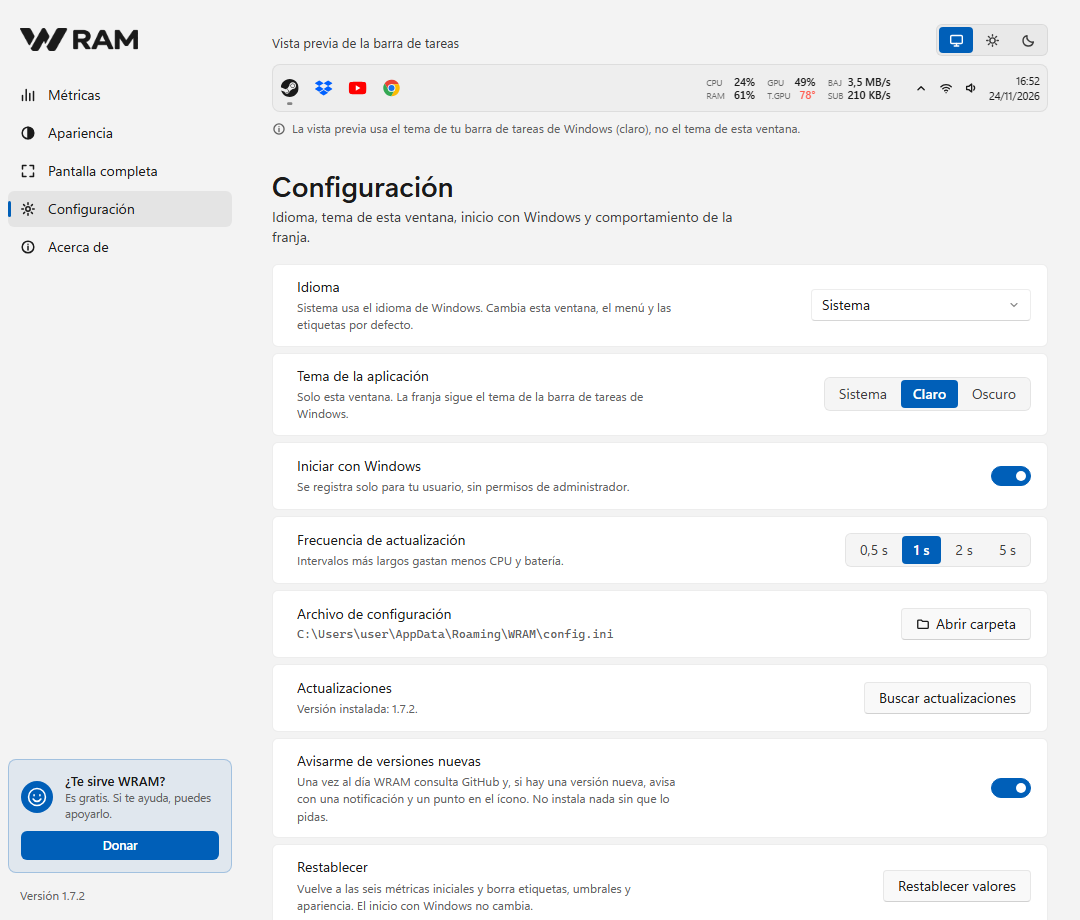 WRAM
Métricas
Apariencia
Pantalla completa
Configuración
Acerca de
¿Te sirve WRAM?
Es gratis. Si te ayuda, puedes
apoyarlo.
Donar
Versión 1.7.2
Vista previa de la barra de tareas
CPU 24% GPU 49% BAJ 3,5 MB/s
RAM 61% T.GPU 78° SUB 210 KB/s
16:52
24/11/2026
La vista previa usa el tema de tu barra de tareas de Windows (claro), no el tema de esta ventana.
Configuración
Idioma, tema de esta ventana, inicio con Windows y comportamiento de la
franja.
Idioma
Sistema usa el idioma de Windows. Cambia esta ventana, el menú y las
etiquetas por defecto.
Sistema
Tema de la aplicación
Solo esta ventana. La franja sigue el tema de la barra de tareas de
Windows.
Sistema Claro Oscuro
Iniciar con Windows
Se registra solo para tu usuario, sin permisos de administrador.
Frecuencia de actualización
Intervalos más largos gastan menos CPU y batería.
0,5 s 1 s 2 s 5 s
Archivo de configuración
C:\Users\user\AppData\Roaming\WRAM\config.ini
Abrir carpeta
Actualizaciones
Versión instalada: 1.7.2.
Buscar actualizaciones
Avisarme de versiones nuevas
Una vez al día WRAM consulta GitHub y, si hay una versión nueva, avisa
con una notificación y un punto en el ícono. No instala nada sin que lo
pidas.
Restablecer
Vuelve a las seis métricas iniciales y borra etiquetas, umbrales y
apariencia. El inicio con Windows no cambia.
Restablecer valores